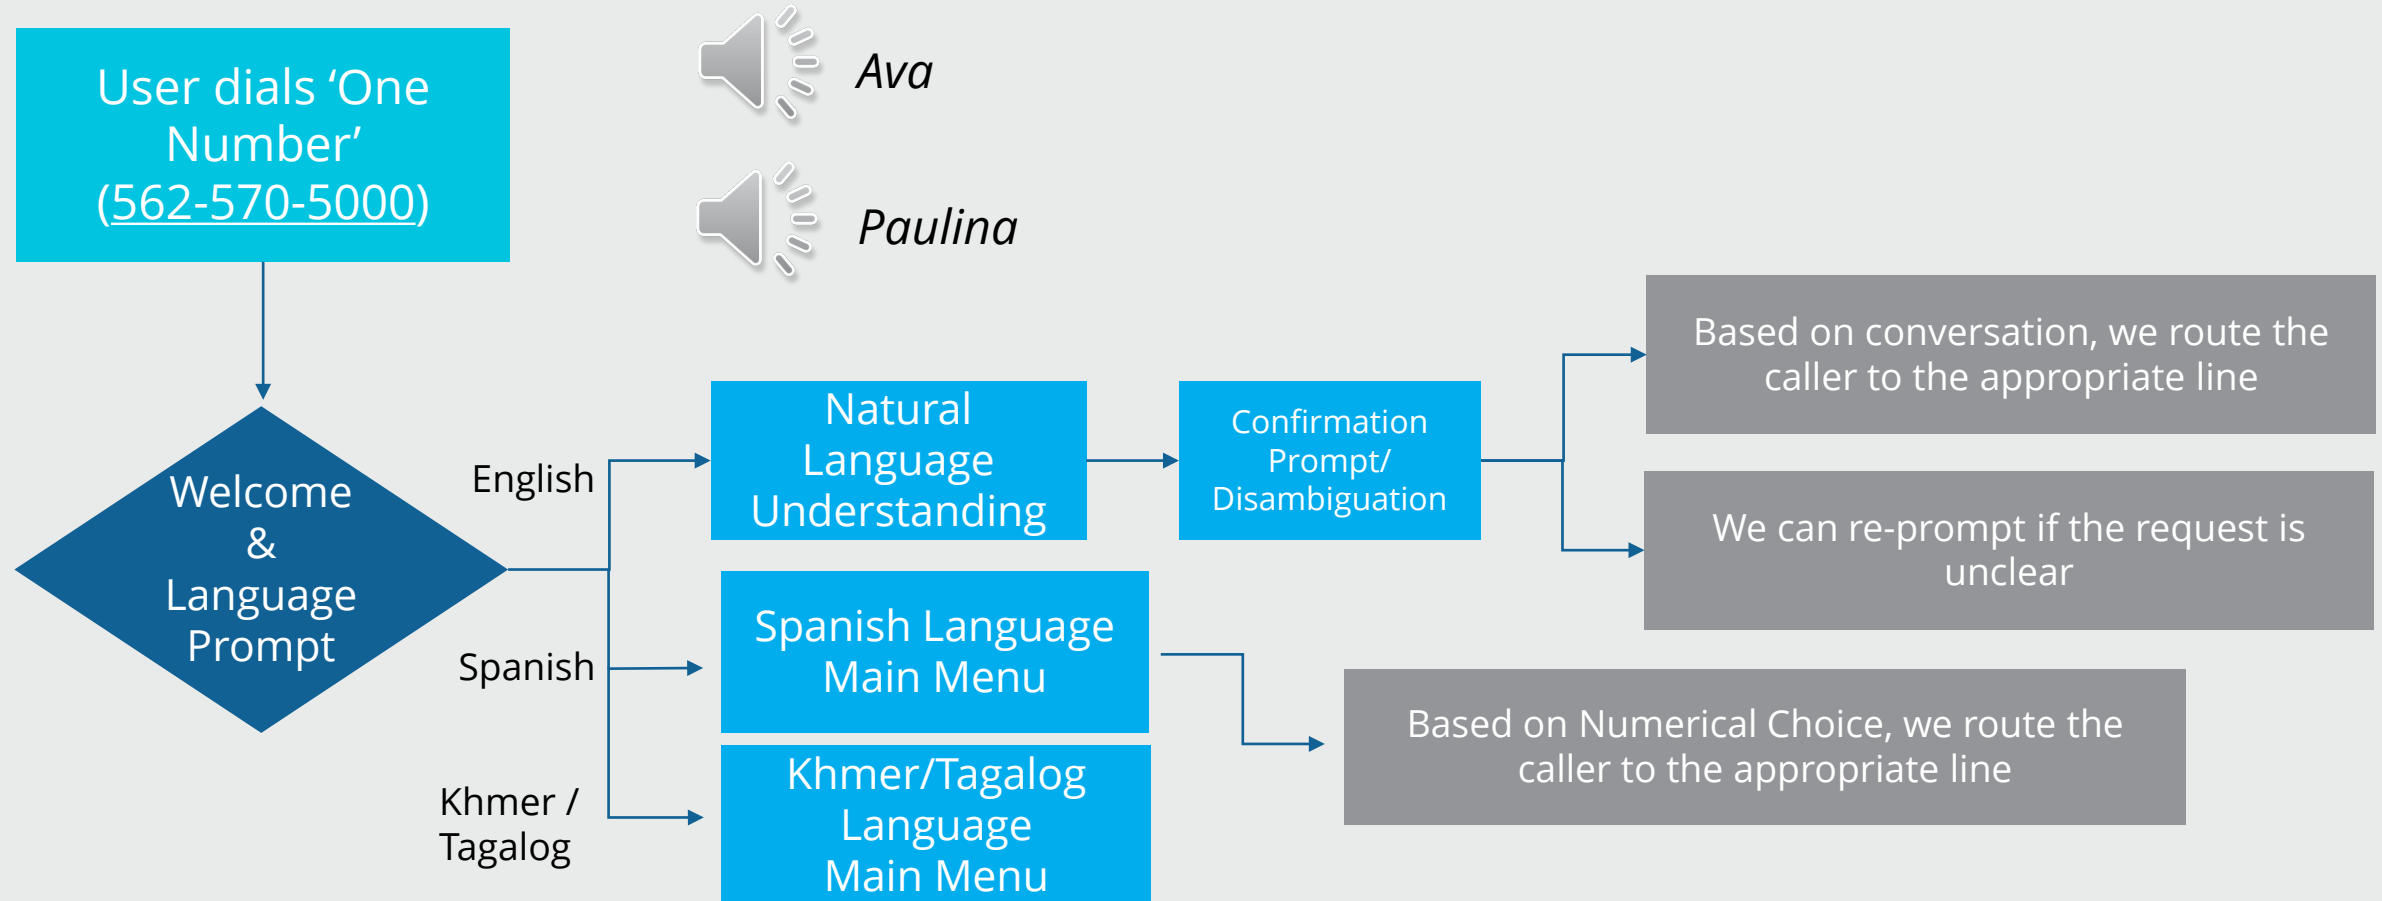 User dials ‘One
Number’
(562-570-5000)
Ava
Paulina
Welcome
&
Language
Prompt
English
Spanish
Khmer /
Tagalog
Natural
Language
Understanding
Confirmation
Prompt/
Disambiguation
Based on conversation, we route the
caller to the appropriate line
We can re-prompt if the request is
unclear
Spanish Language
Main Menu
Based on Numerical Choice, we route the
caller to the appropriate line
Khmer/Tagalog
Language
Main Menu